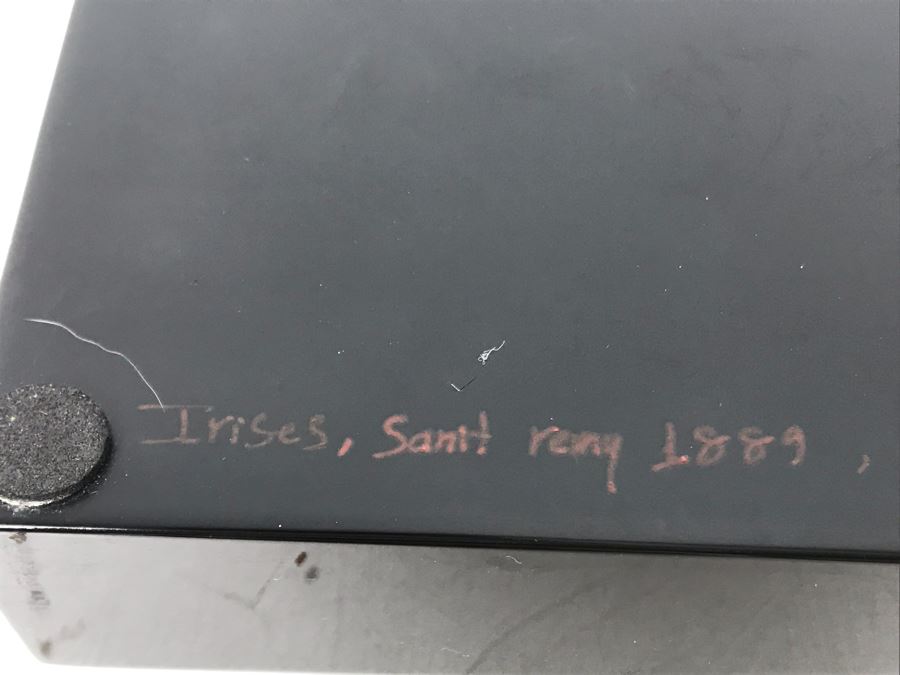 Irises, Sanit remy 1889 ,